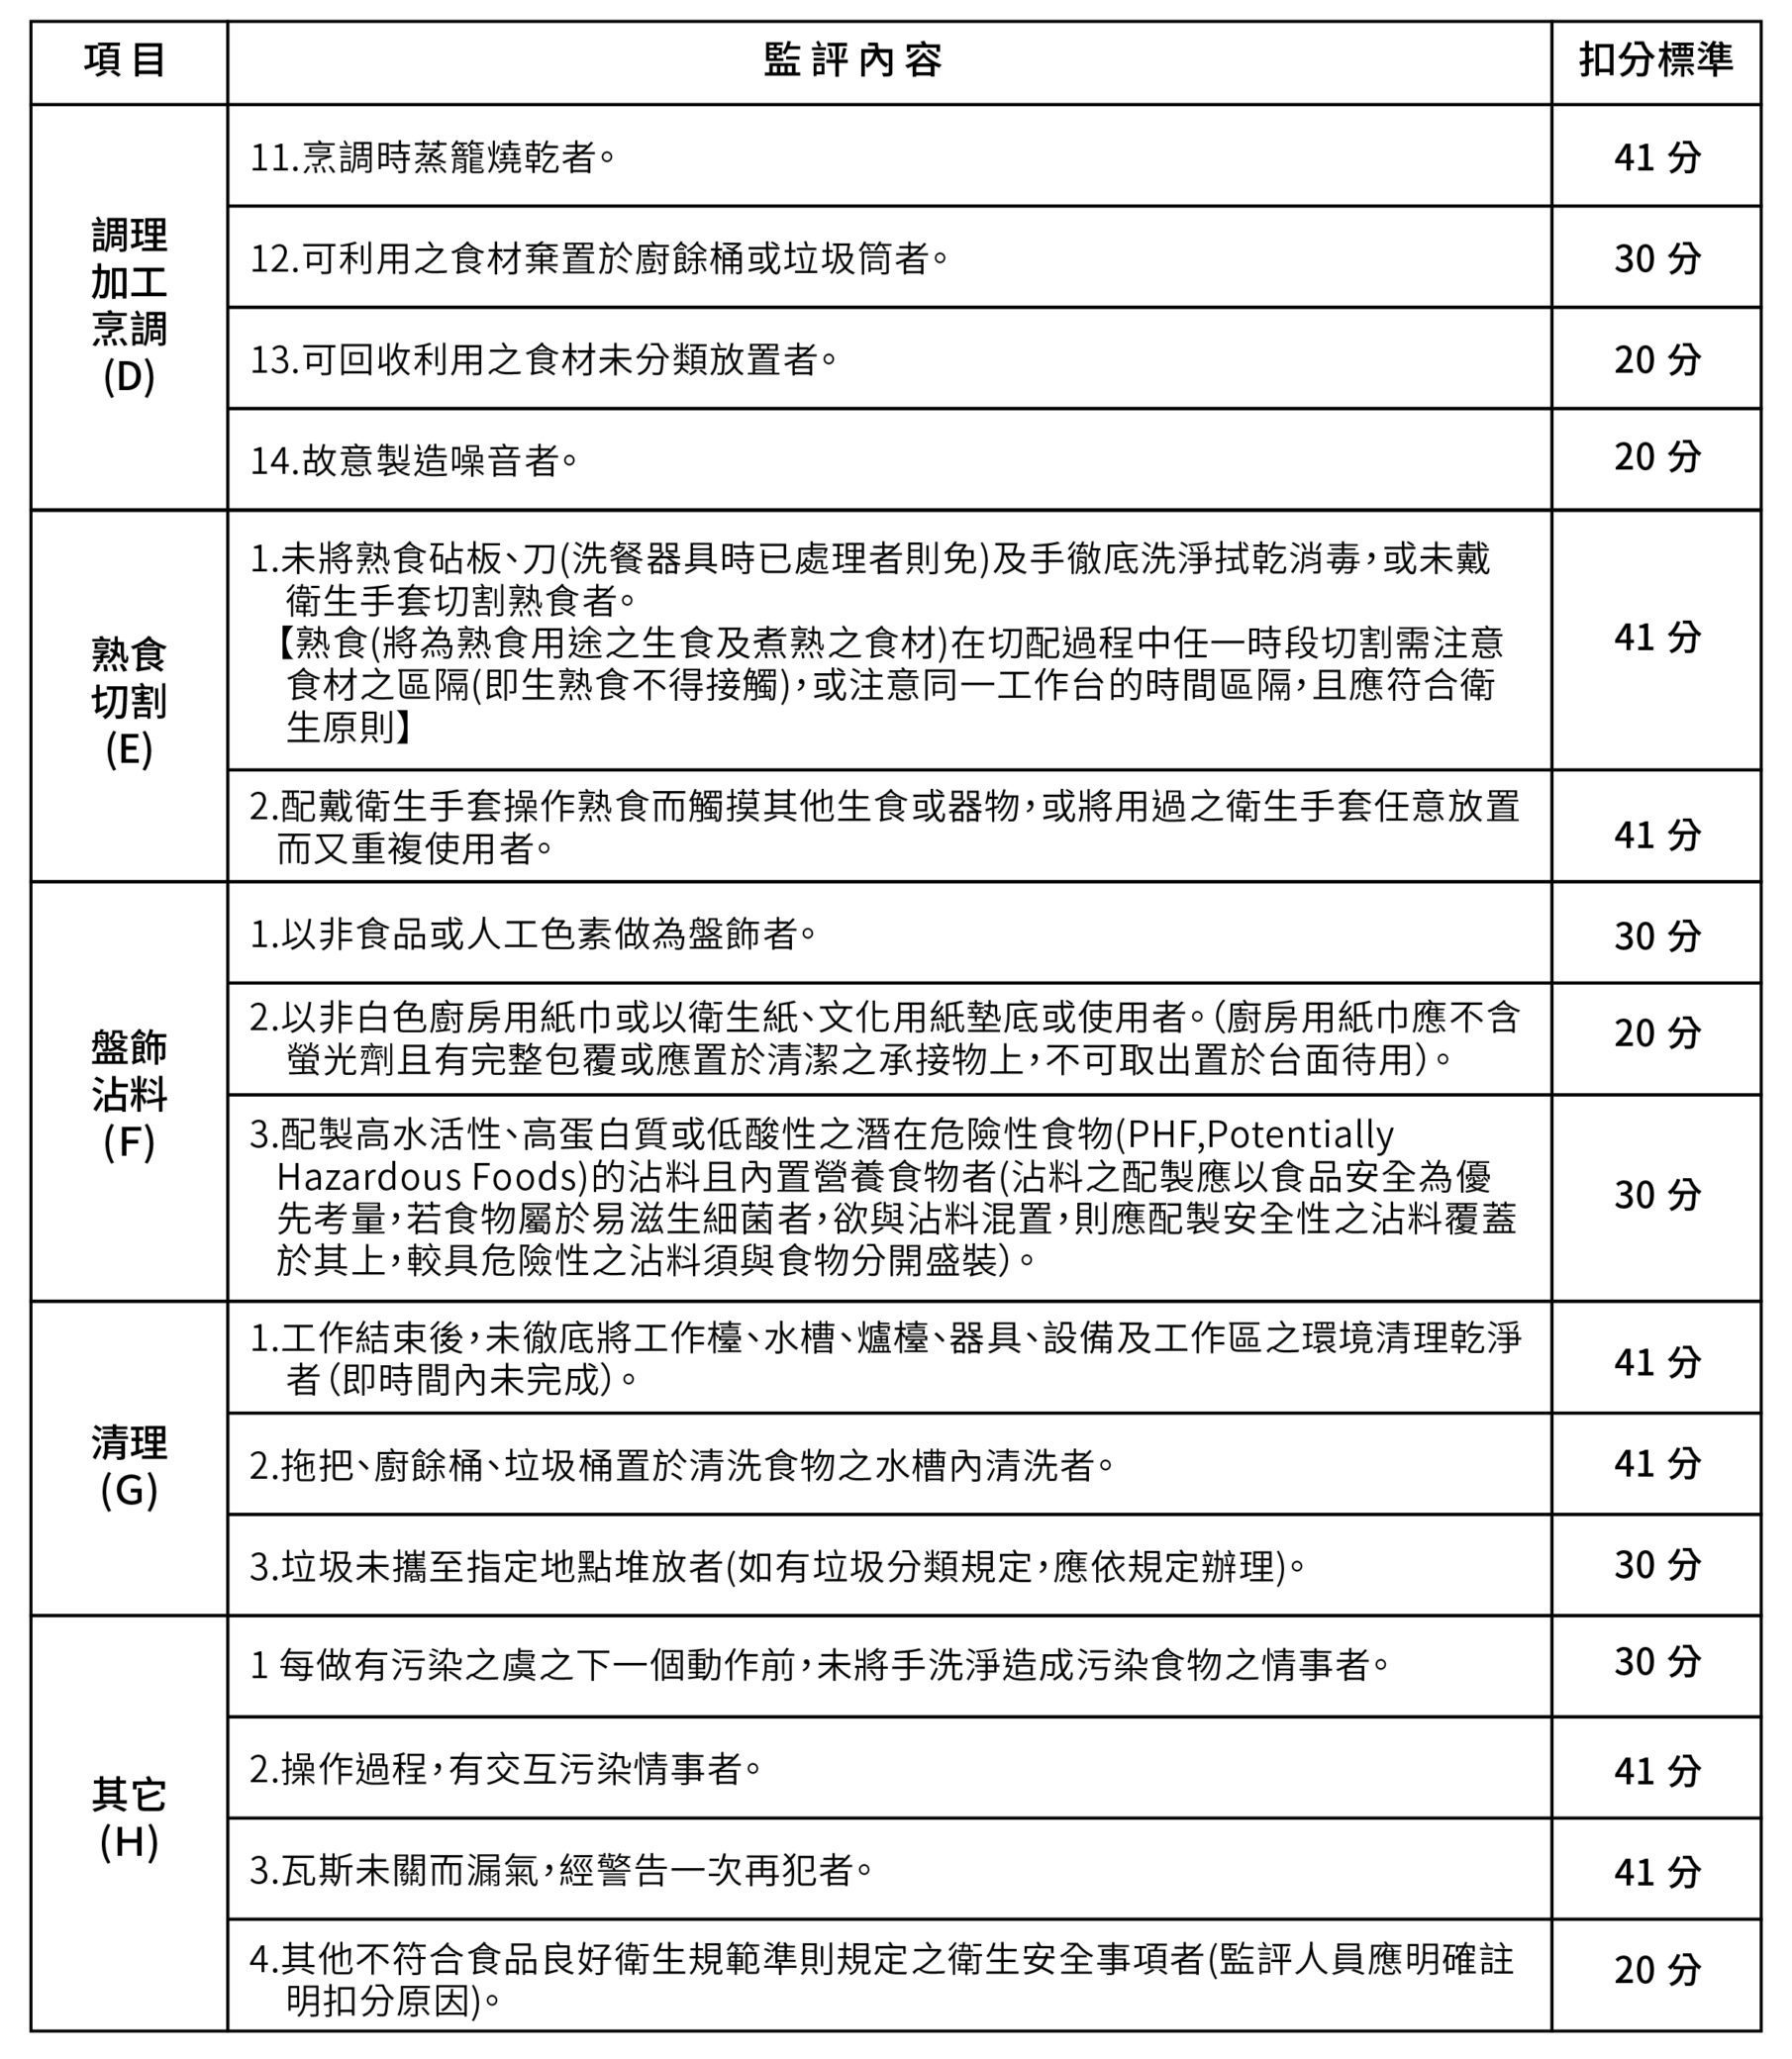 項目 監評內容 扣分標準
調理
加工
烹調
(D)
11.烹調時蒸籠燒乾者。 41 分
12.可利用之食材棄置於廚餘桶或垃圾筒者。 30 分
13.可回收利用之食材未分類放置者。 20 分
14.故意製造噪音者。 20 分
熟食
切割
(E)
1.未將熟食砧板、刀(洗餐器具時已處理者則免)及手徹底洗淨拭乾消毒,或未戴
衛生手套切割熟食者。
【熟食(將為熟食用途之生食及煮熟之食材)在切配過程中任一時段切割需注意
食材之區隔(即生熟食不得接觸),或注意同一工作台的時間區隔,且應符合衛
生原則】
41 分
2.配戴衛生手套操作熟食而觸摸其他生食或器物,或將用過之衛生手套任意放置
而又重複使用者。
41 分
盤飾
沾料
(F)
1.以非食品或人工色素做為盤飾者。 30 分
2.以非白色廚房用紙巾或以衛生紙、文化用紙墊底或使用者。(廚房用紙巾應不含
螢光劑且有完整包覆或應置於清潔之承接物上,不可取出置於台面待用)。
20 分
3.配製高水活性、高蛋白質或低酸性之潛在危險性食物(PHF,Potentially
Hazardous Foods)的沾料且內置營養食物者(沾料之配製應以食品安全為優
先考量,若食物屬於易滋生細菌者,欲與沾料混置,則應配製安全性之沾料覆蓋
於其上,較具危險性之沾料須與食物分開盛裝)。
30 分
清理
(G)
1.工作結束後,未徹底將工作檯、水槽、爐檯、器具、設備及工作區之環境清理乾淨
者(即時間內未完成)。
41 分
2.拖把、廚餘桶、垃圾桶置於清洗食物之水槽內清洗者。 41 分
3.垃圾未攜至指定地點堆放者(如有垃圾分類規定,應依規定辦理)。 30 分
其它
(H)
1 每做有污染之虞之下一個動作前,未將手洗淨造成污染食物之情事者。 30 分
2.操作過程,有交互污染情事者。 41 分
3.瓦斯未關而漏氣,經警告一次再犯者。 41 分
4.其他不符合食品良好衛生規範準則規定之衛生安全事項者(監評人員應明確註
明扣分原因)。
20 分